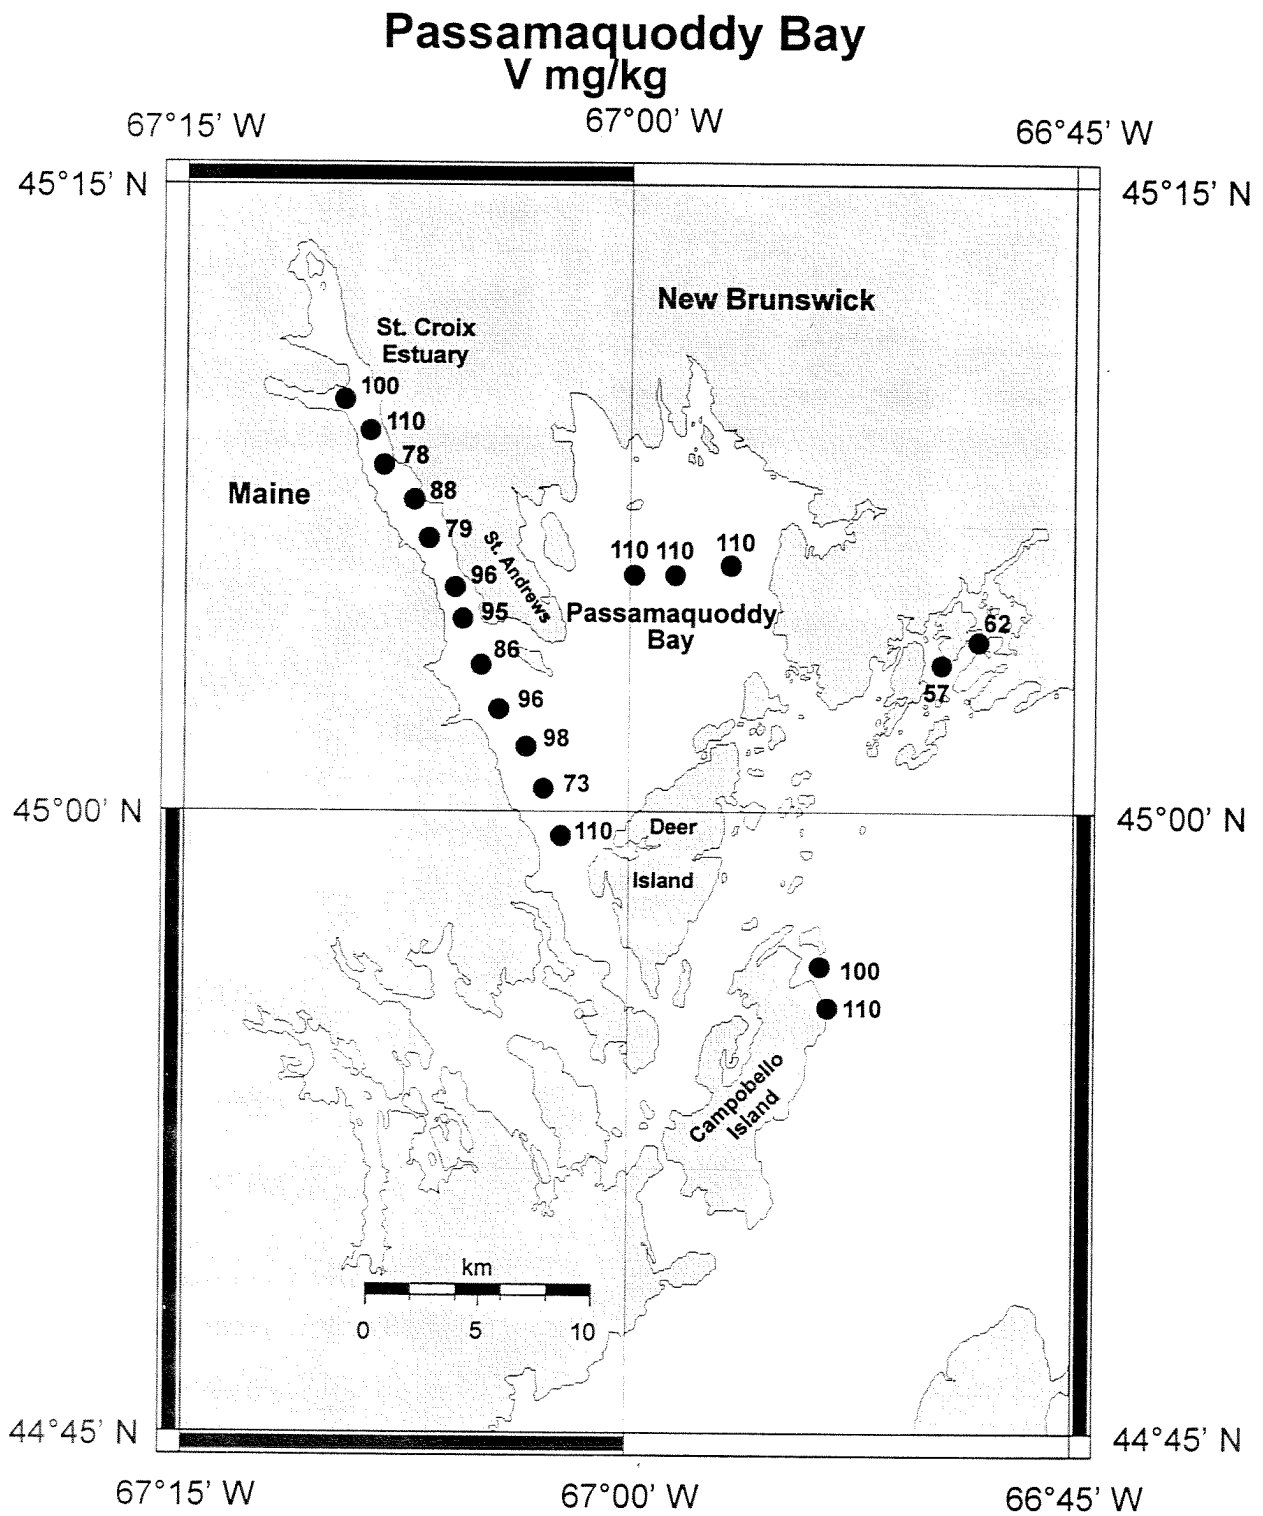 Passamaquoddy Bay
V mg/kg
67°15' W
67°00' W
66°45' W
45°15' N
45°15' N
New Brunswick
St. Croix
Estuary
100
110
78
Maine
88
79
St. Andrews
110
110
110
96
95
Passamaquoddy
Bay
62
86
57
96
98
73
45°00' N
45°00' N
110
Deer
Island
100
110
Campobello
Island
km
0
5
10
44°45' N
44°45' N
67°15' W
67°00' W
66°45' W